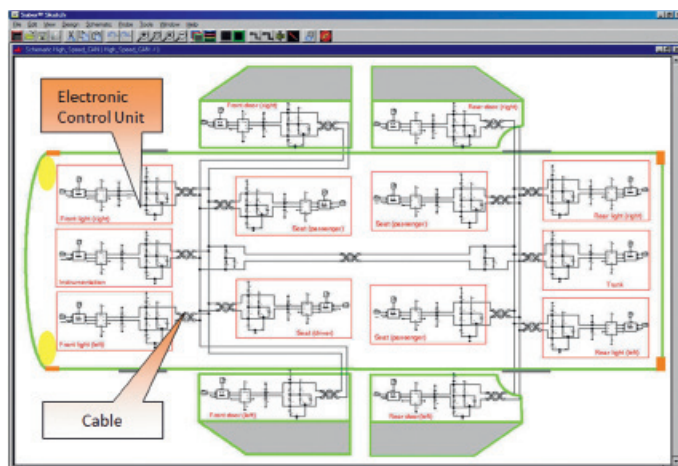 Saber™ Sketch
File Edit View Design Schematic Probe Tools Window Help
Schematic High_Speed_CAN
Front door (right)
Rear door (right)
Electronic
Control Unit
Front light (right)
Seat (passenger)
Seat (passenger)
Rear light (right)
Instrumentation
Trunk
Front light (left)
Seat (driver)
Seat (passenger)
Rear light (left)
Cable
Front door (left)
Rear door (left)